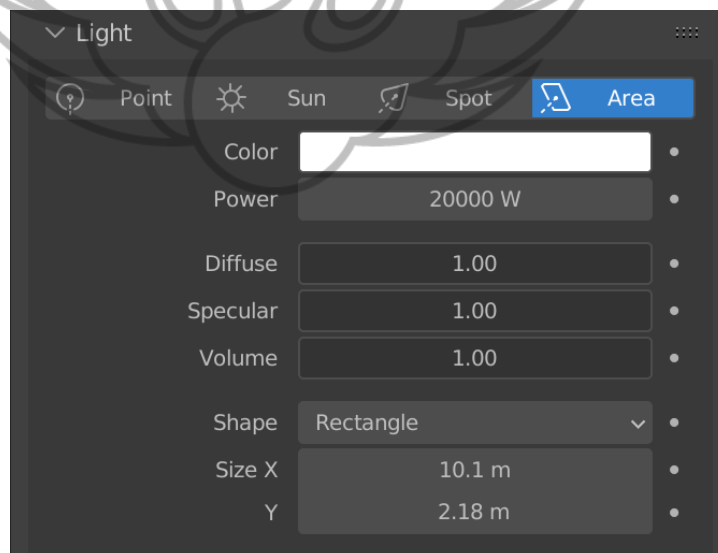 Light
Point Sun Spot Area
Color
Power 20000 W
Diffuse 1.00
Specular 1.00
Volume 1.00
Shape Rectangle
Size X 10.1 m
Y 2.18 m